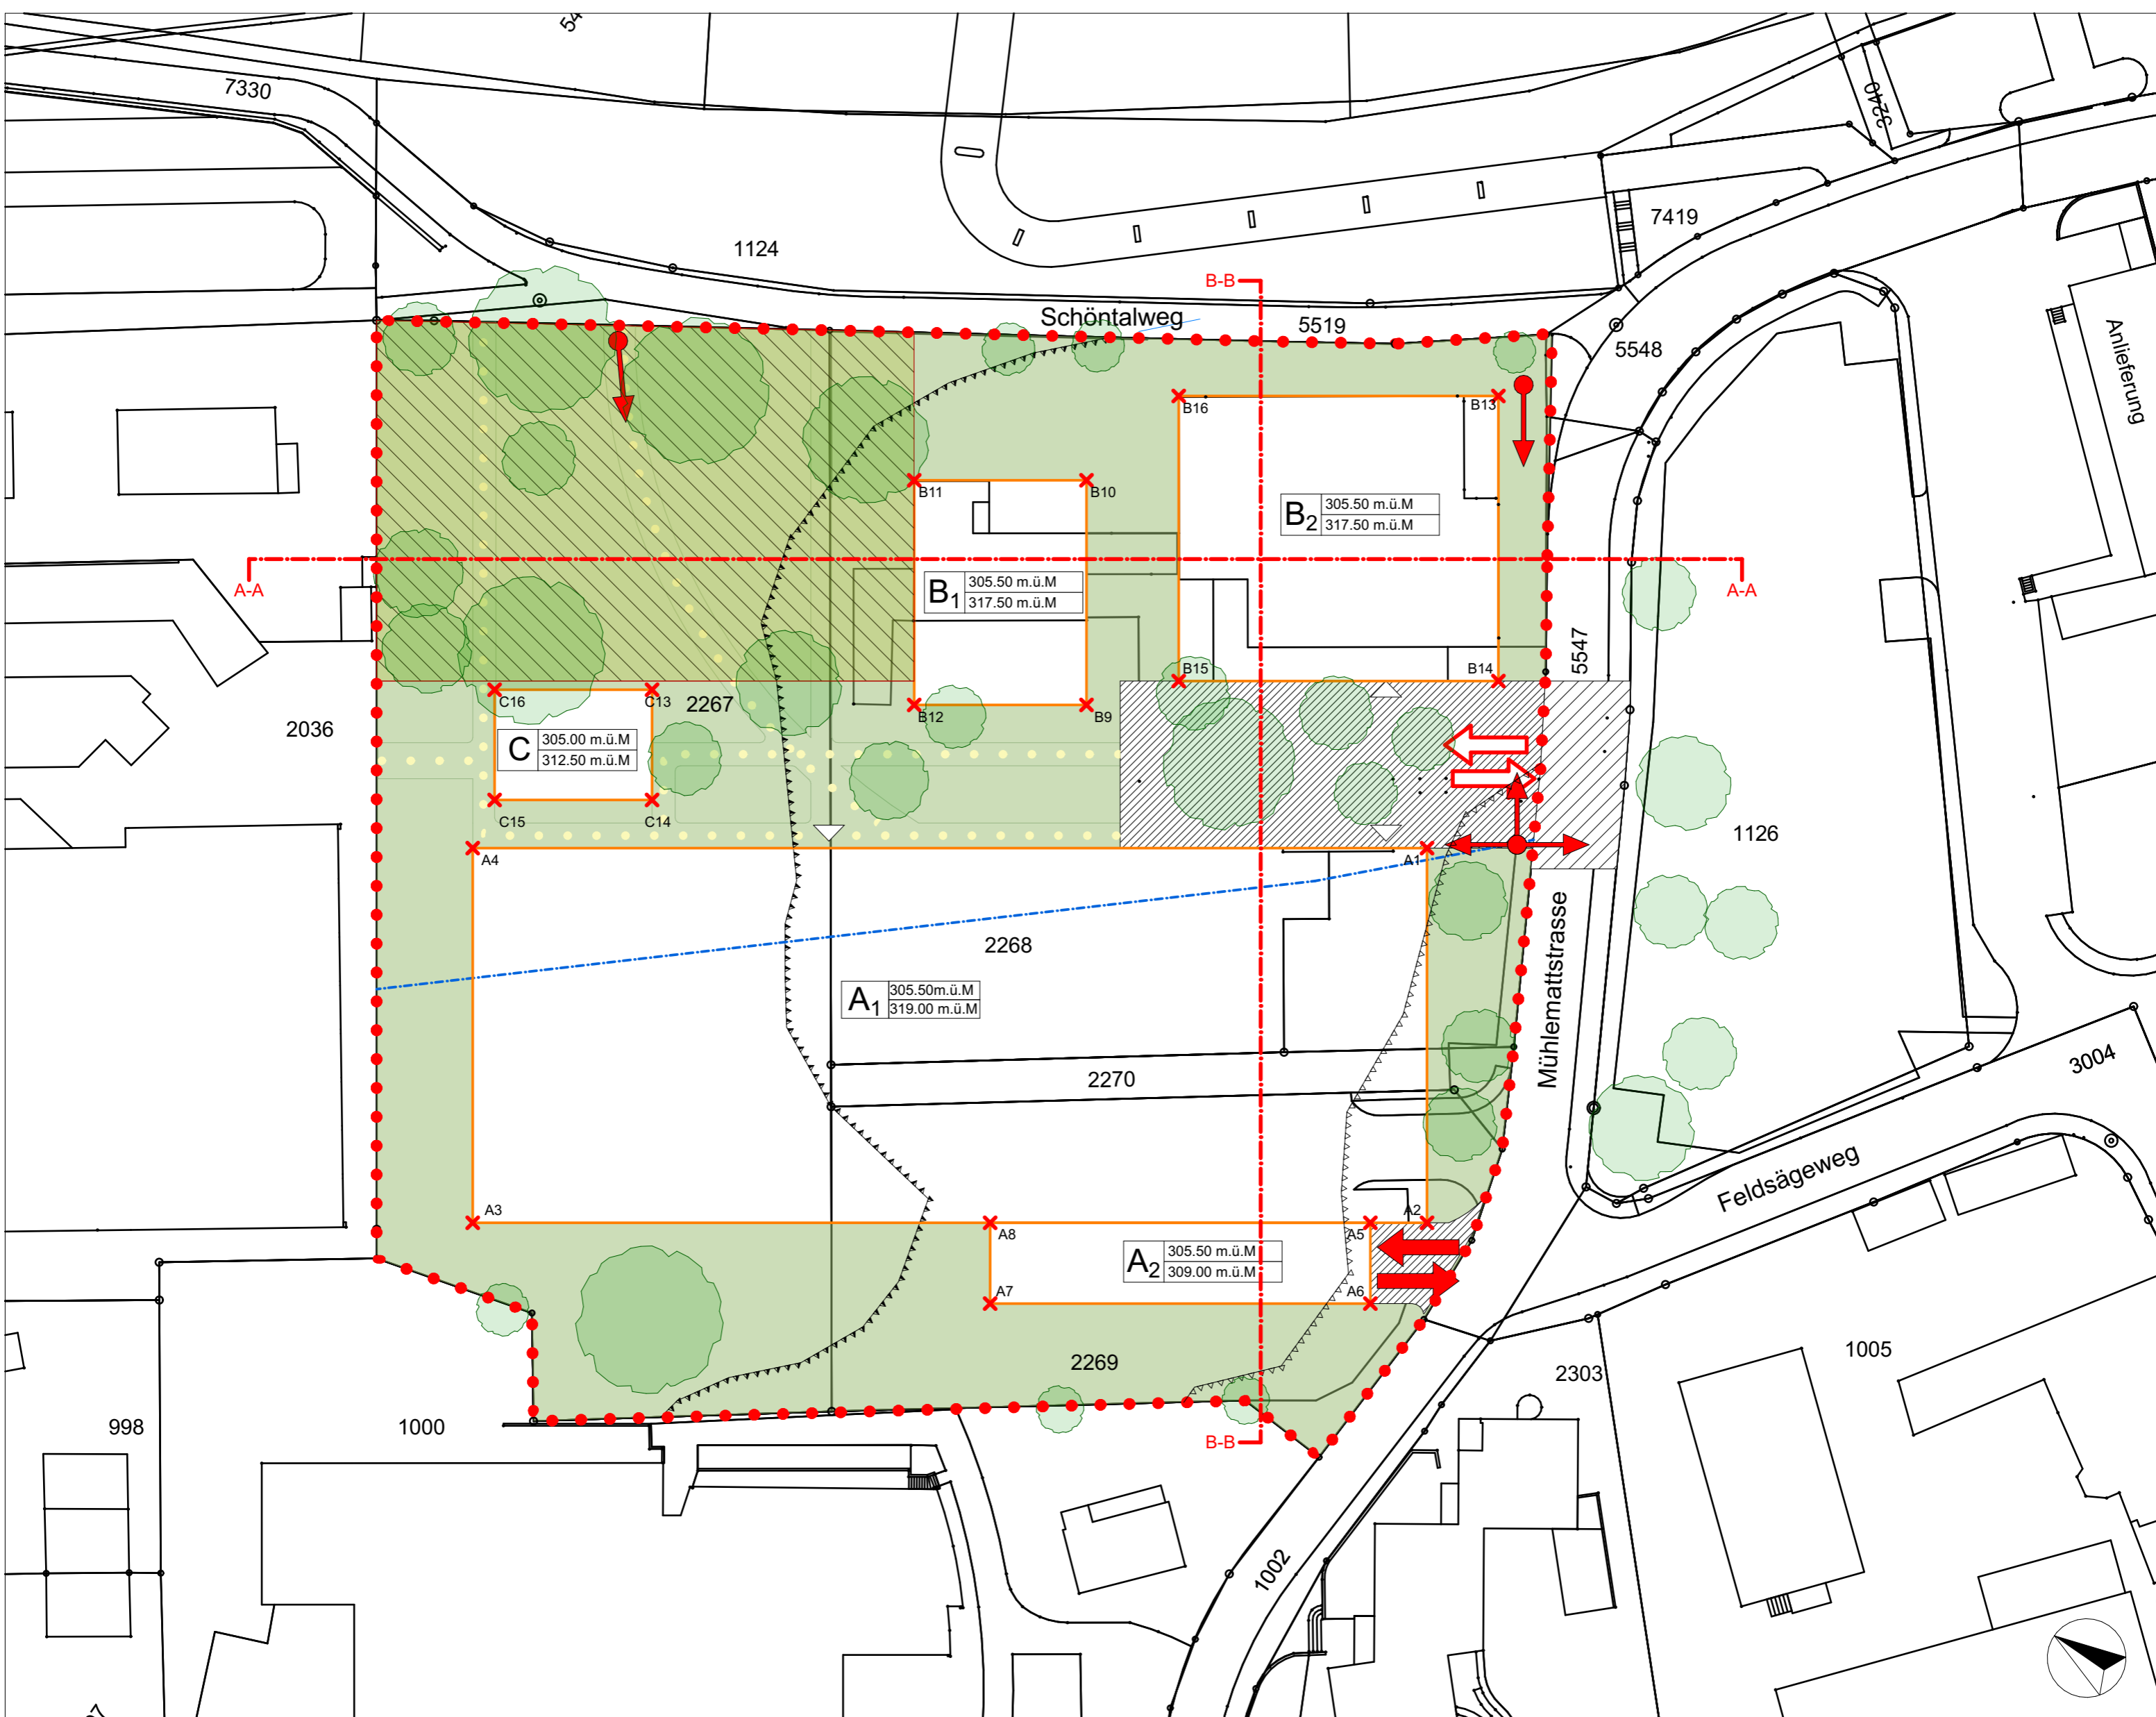 54
7330
3240
7419
1124
B-B
Schöntalweg
5519
5548
Anlieferung
B16
B13
B11
B10
B2
305.50 m.ü.M
317.50 m.ü.M
A-A
A-A
B1
305.50 m.ü.M
317.50 m.ü.M
5547
B15
B14
C16
C13
2267
B12
B9
2036
C
305.00 m.ü.M
312.50 m.ü.M
C15
C14
1126
A4
A1
2268
Mühlemattstrasse
A1
305.50m.ü.M
319.00 m.ü.M
2270
3004
Feldsägeweg
A3
A8
A5
A2
A2
305.50 m.ü.M
309.00 m.ü.M
A7
A6
2269
2303
1005
998
1000
B-B
1002